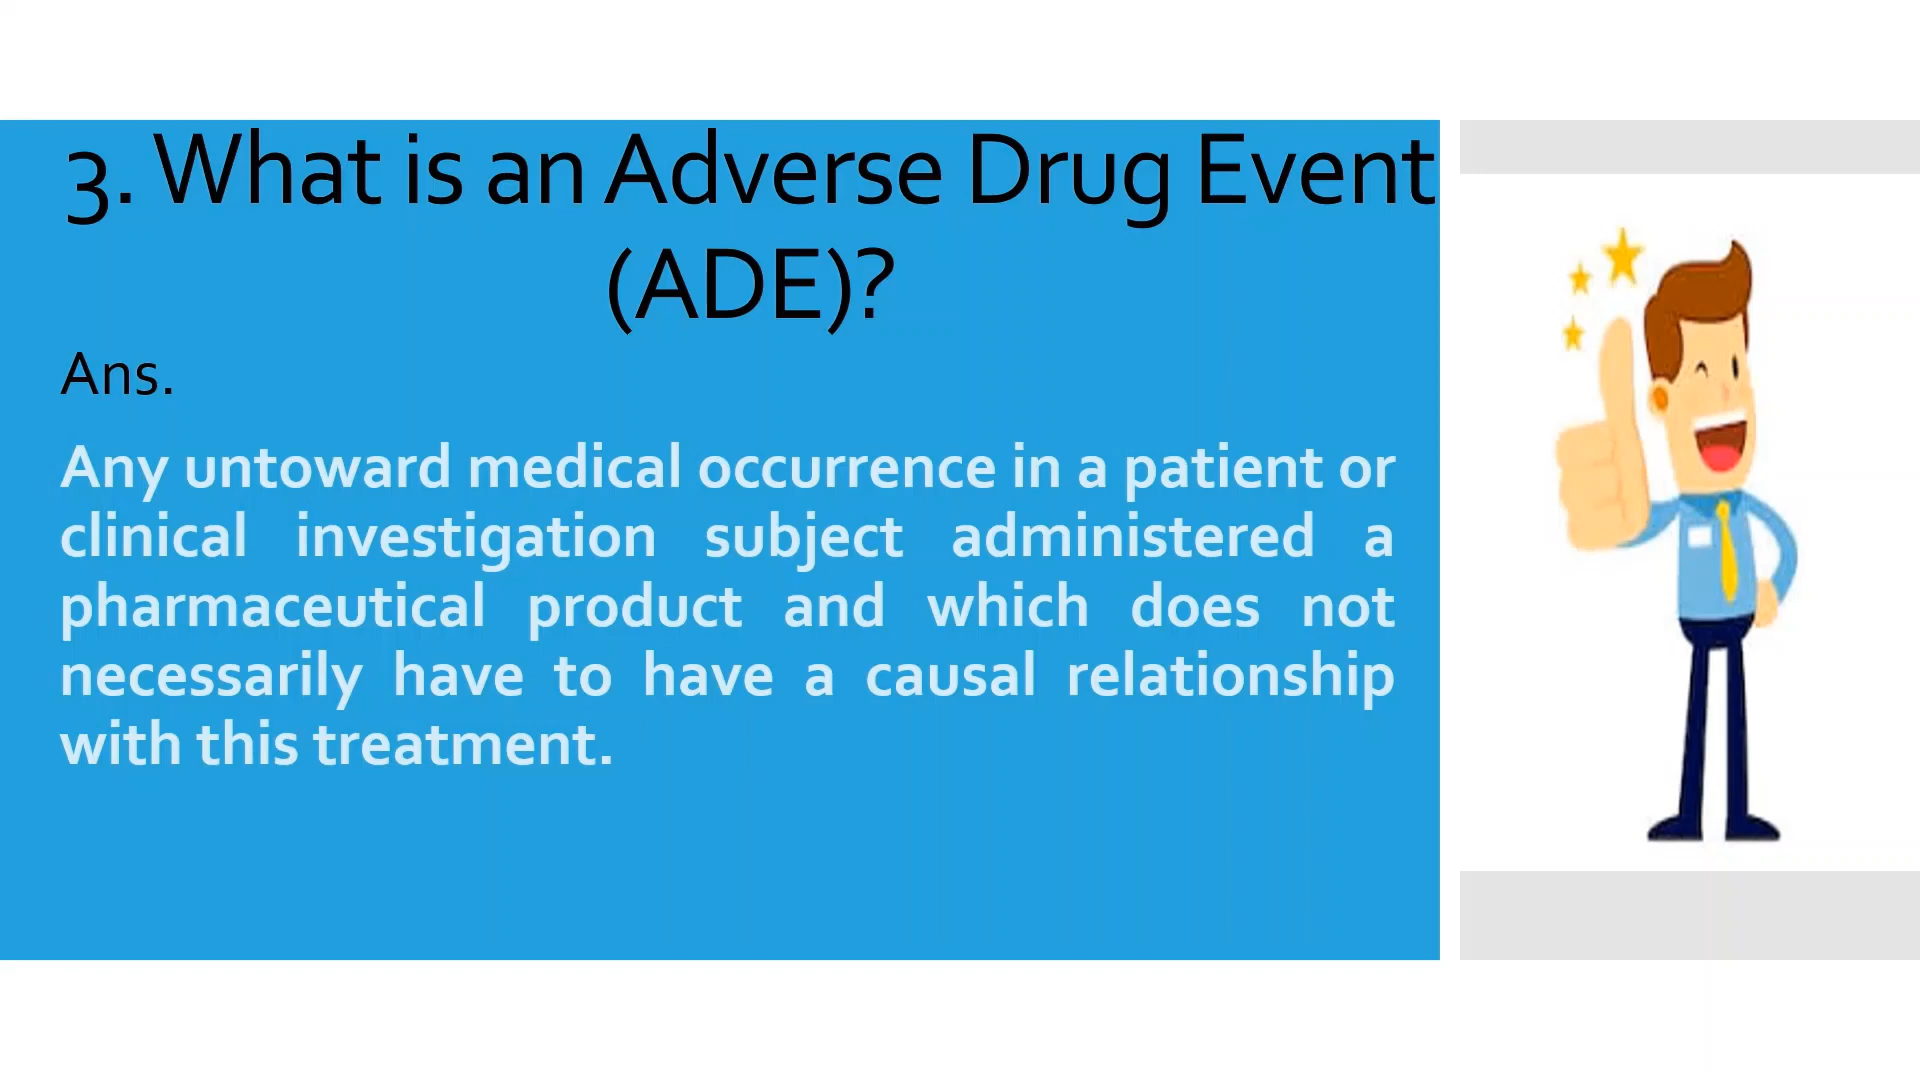 3. What is an Adverse Drug Event
(ADE)?
Ans.
Any untoward medical occurrence in a patient or
clinical investigation subject administered a
pharmaceutical product and which does not
necessarily have to have a causal relationship
with this treatment.